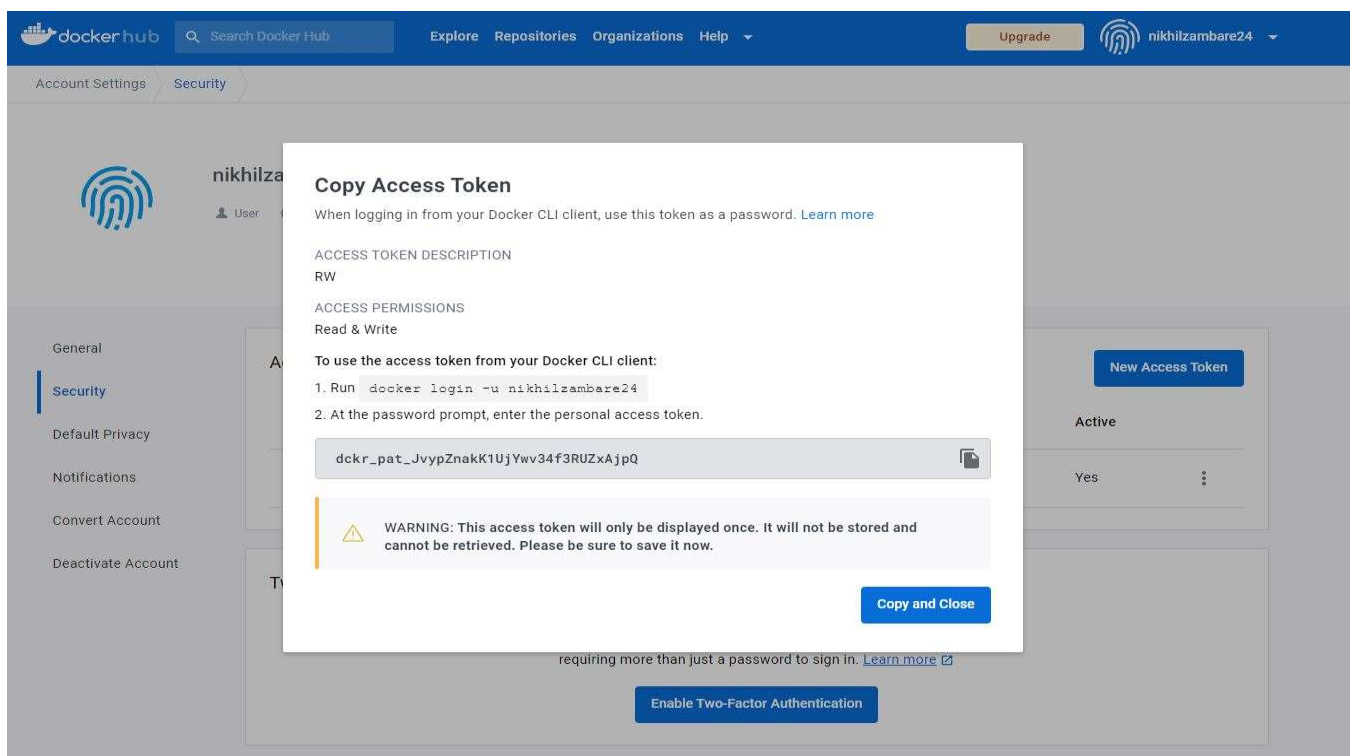 dockerhub
Search Docker Hub
Explore Repositories Organizations Help
Upgrade
nikhilzambare24
Account Settings
Security
nikhilza
User
Copy Access Token
When logging in from your Docker CLI client, use this token as a password. Learn more
ACCESS TOKEN DESCRIPTION
RW
ACCESS PERMISSIONS
Read & Write
To use the access token from your Docker CLI client:
1. Run docker login -u nikhilzambare24
2. At the password prompt, enter the personal access token.
dckr_pat_JvypZnakK1UjYwv34f3RUZxAjpQ
WARNING: This access token will only be displayed once. It will not be stored and
cannot be retrieved. Please be sure to save it now.
Copy and Close
General
Security
Default Privacy
Notifications
Convert Account
Deactivate Account
New Access Token
Active
Yes
requiring more than just a password to sign in. Learn more
Enable Two-Factor Authentication